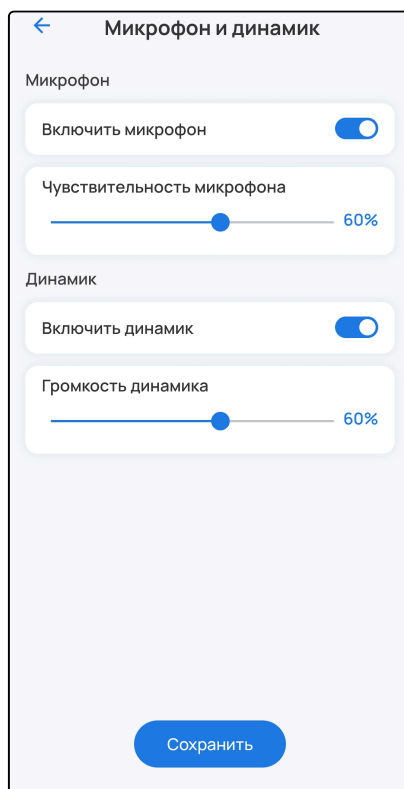 Микрофон и динамик
Микрофон
Включить микрофон
Чувствительность микрофона
60%
Динамик
Включить динамик
Громкость динамика
60%
Сохранить